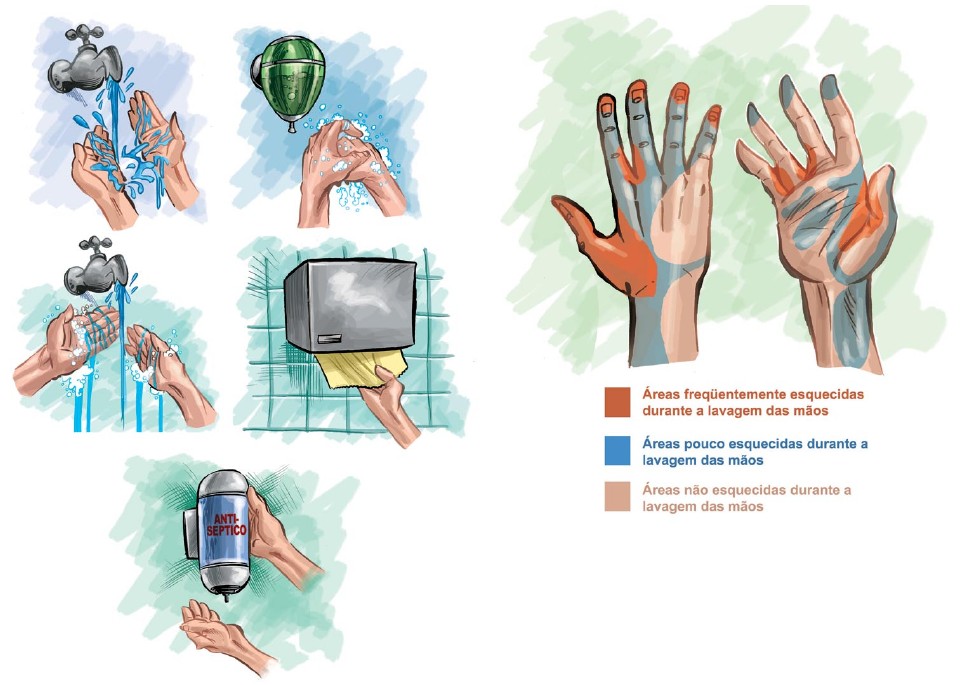 ANTI-
SEPTICO
Áreas freqüentemente esquecidas
durante a lavagem das mãos
Áreas pouco esquecidas durante a
lavagem das mãos
Áreas não esquecidas durante a
lavagem das mãos